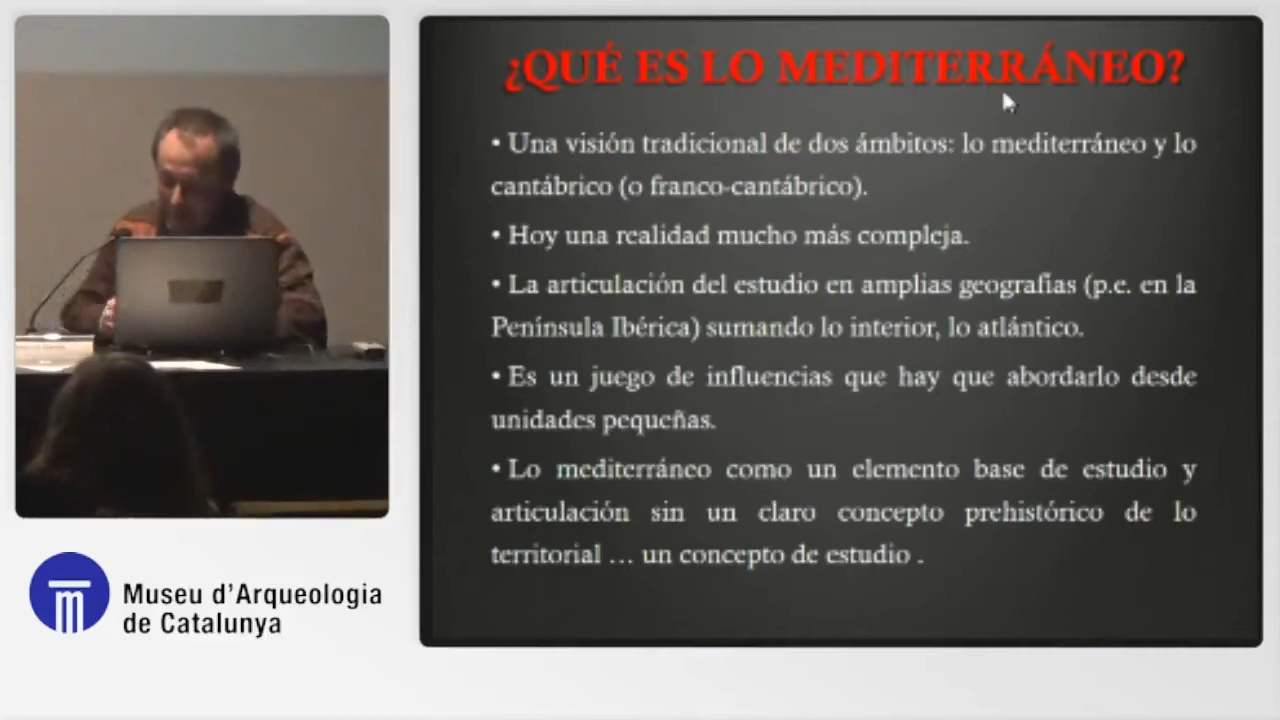 ¿QUÉ ES LO MEDITERRÁNEO?
• Una visión tradicional de dos ámbitos: lo mediterráneo y lo
cantábrico (o franco-cantábrico).
• Hoy una realidad mucho más compleja.
• La articulación del estudio en amplias geografías (p.e. en la
Península Ibérica) sumando lo interior, lo atlántico.
• Es un juego de influencias que hay que abordarlo desde
unidades pequeñas.
• Lo mediterráneo como un elemento base de estudio y
articulación sin un claro concepto prehistórico de lo
territorial ... un concepto de estudio .
m
Museu d'Arqueologia
de Catalunya